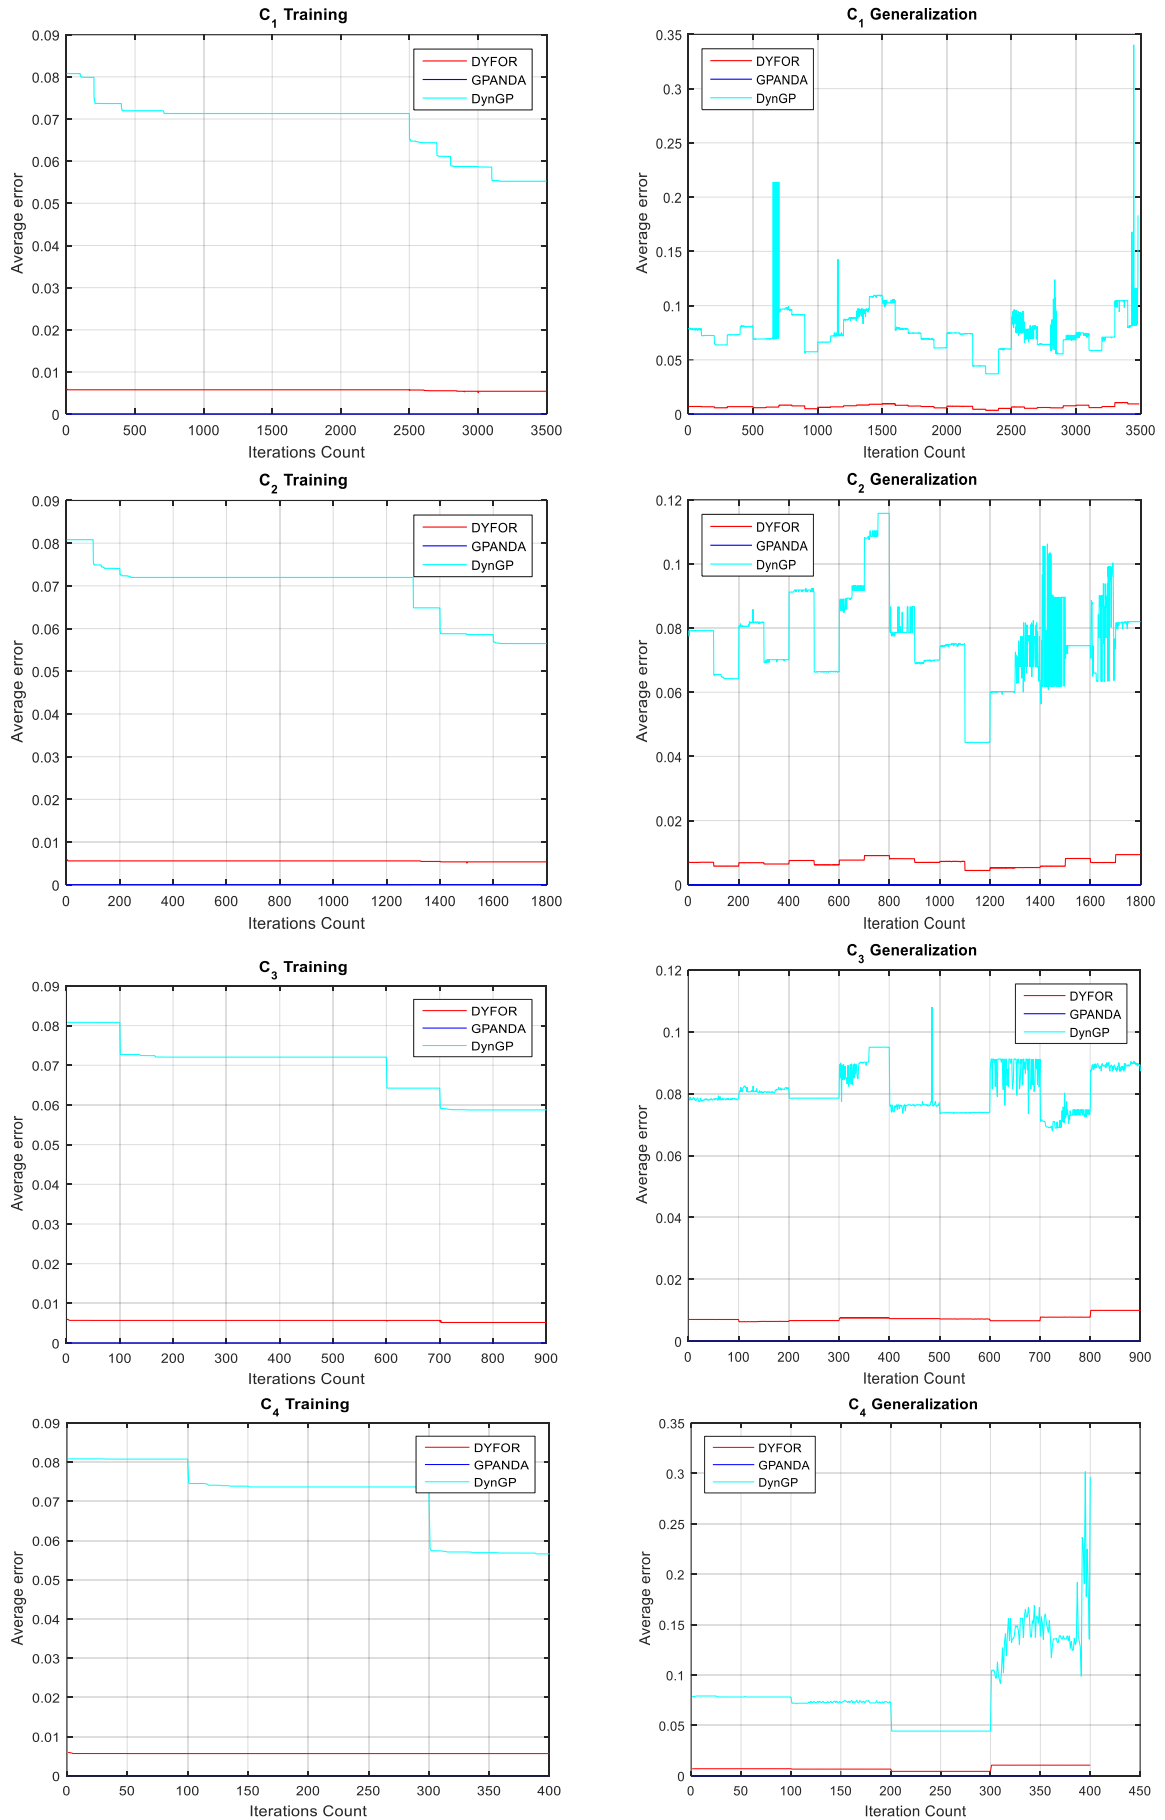 C1 Training
0.09
0.08
0.07
0.06
0.05
0.04
0.03
0.02
0.01
0
Average error
DYFOR
GPANDA
DynGP
0 500 1000 1500 2000 2500 3000 3500
Iterations Count
C1 Generalization
0.35
0.3
0.25
0.2
0.15
0.1
0.05
0
Average error
DYFOR
GPANDA
DynGP
0 500 1000 1500 2000 2500 3000 3500
Iteration Count
C2 Training
0.09
0.08
0.07
0.06
0.05
0.04
0.03
0.02
0.01
0
Average error
DYFOR
GPANDA
DynGP
0 200 400 600 800 1000 1200 1400 1600 1800
Iterations Count
C2 Generalization
0.12
0.1
0.08
0.06
0.04
0.02
0
Average error
DYFOR
GPANDA
DynGP
0 200 400 600 800 1000 1200 1400 1600 1800
Iteration Count
C3 Training
0.09
0.08
0.07
0.06
0.05
0.04
0.03
0.02
0.01
0
Average error
DYFOR
GPANDA
DynGP
0 100 200 300 400 500 600 700 800 900
Iterations Count
C3 Generalization
0.12
0.1
0.08
0.06
0.04
0.02
0
Average error
DYFOR
GPANDA
DynGP
0 100 200 300 400 500 600 700 800 900
Iteration Count
C4 Training
0.09
0.08
0.07
0.06
0.05
0.04
0.03
0.02
0.01
0
Average error
DYFOR
GPANDA
DynGP
0 50 100 150 200 250 300 350 400
Iterations Count
C4 Generalization
0.35
0.3
0.25
0.2
0.15
0.1
0.05
0
Average error
DYFOR
GPANDA
DynGP
0 50 100 150 200 250 300 350 400 450
Iteration Count